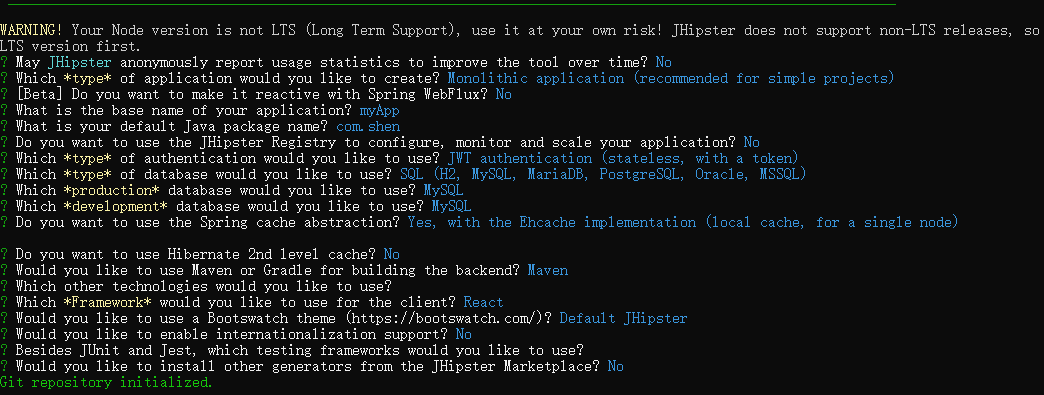 WARNING! Your Node version is not LTS (Long Term Support), use it at your own risk! JHipster does not support non-LTS releases, so
LTS version first.
? May JHipster anonymously report usage statistics to improve the tool over time? No
? Which *type* of application would you like to create? Monolithic application (recommended for simple projects)
? [Beta] Do you want to make it reactive with Spring WebFlux? No
? What is the base name of your application? myApp
? What is your default Java package name? com.shen
? Do you want to use the JHipster Registry to configure, monitor and scale your application? No
? Which *type* of authentication would you like to use? JWT authentication (stateless, with a token)
? Which *type* of database would you like to use? SQL (H2, MySQL, MariaDB, PostgreSQL, Oracle, MSSQL)
? Which *production* database would you like to use? MySQL
? Which *development* database would you like to use? MySQL
? Do you want to use the Spring cache abstraction? Yes, with the Ehcache implementation (local cache, for a single node)
? Do you want to use Hibernate 2nd level cache? No
? Would you like to use Maven or Gradle for building the backend? Maven
? Which other technologies would you like to use?
? Which *Framework* would you like to use for the client? React
? Would you like to use a Bootswatch theme (https://bootswatch.com/)? Default JHipster
? Would you like to enable internationalization support? No
? Besides JUnit and Jest, which testing frameworks would you like to use?
? Would you like to install other generators from the JHipster Marketplace? No
Git repository initialized.